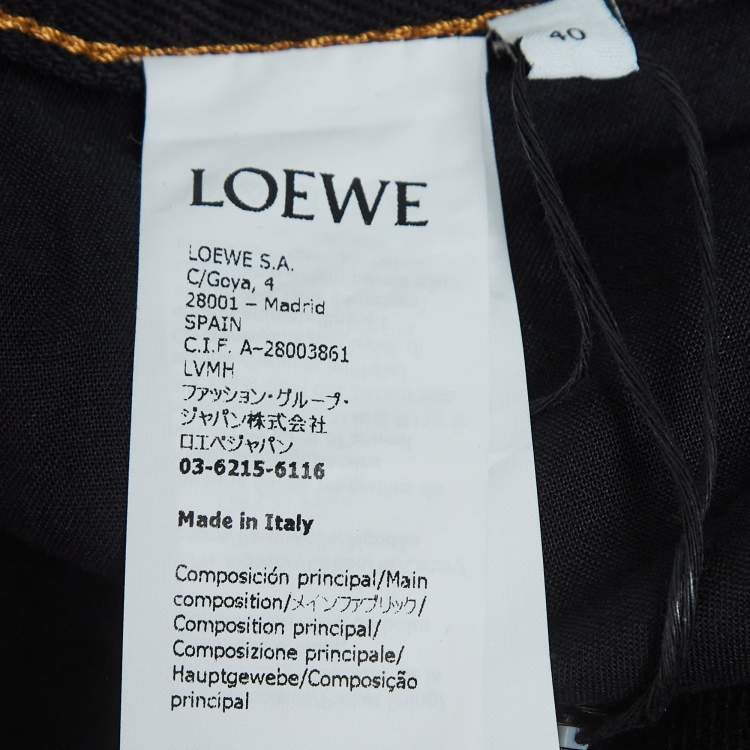 40
LOEWE
LOEWE S.A.
C/Goya, 4
28001 – Madrid
SPAIN
C.I.F. A-28003861
LVMH
ファッション・グループ・
ジャパン株式会社
ロエベジャパン
03-6215-6116
Made in Italy
Composición principal/Main
composition/メインファブリック/
Composition principal/
Composizione principale/
Hauptgewebe/Composição
principal